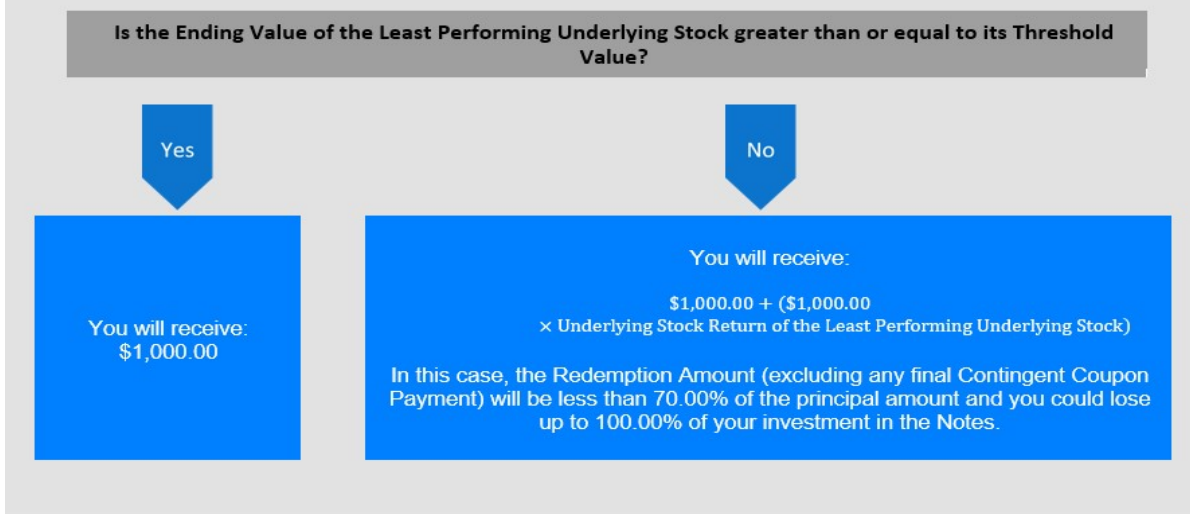 Is the Ending Value of the Least Performing Underlying Stock greater than or equal to its Threshold
Value?
Yes
No
You will receive:
$1,000.00
You will receive:
$1,000.00 + ($1,000.00
× Underlying Stock Return of the Least Performing Underlying Stock)
In this case, the Redemption Amount (excluding any final Contingent Coupon
Payment) will be less than 70.00% of the principal amount and you could lose
up to 100.00% of your investment in the Notes.